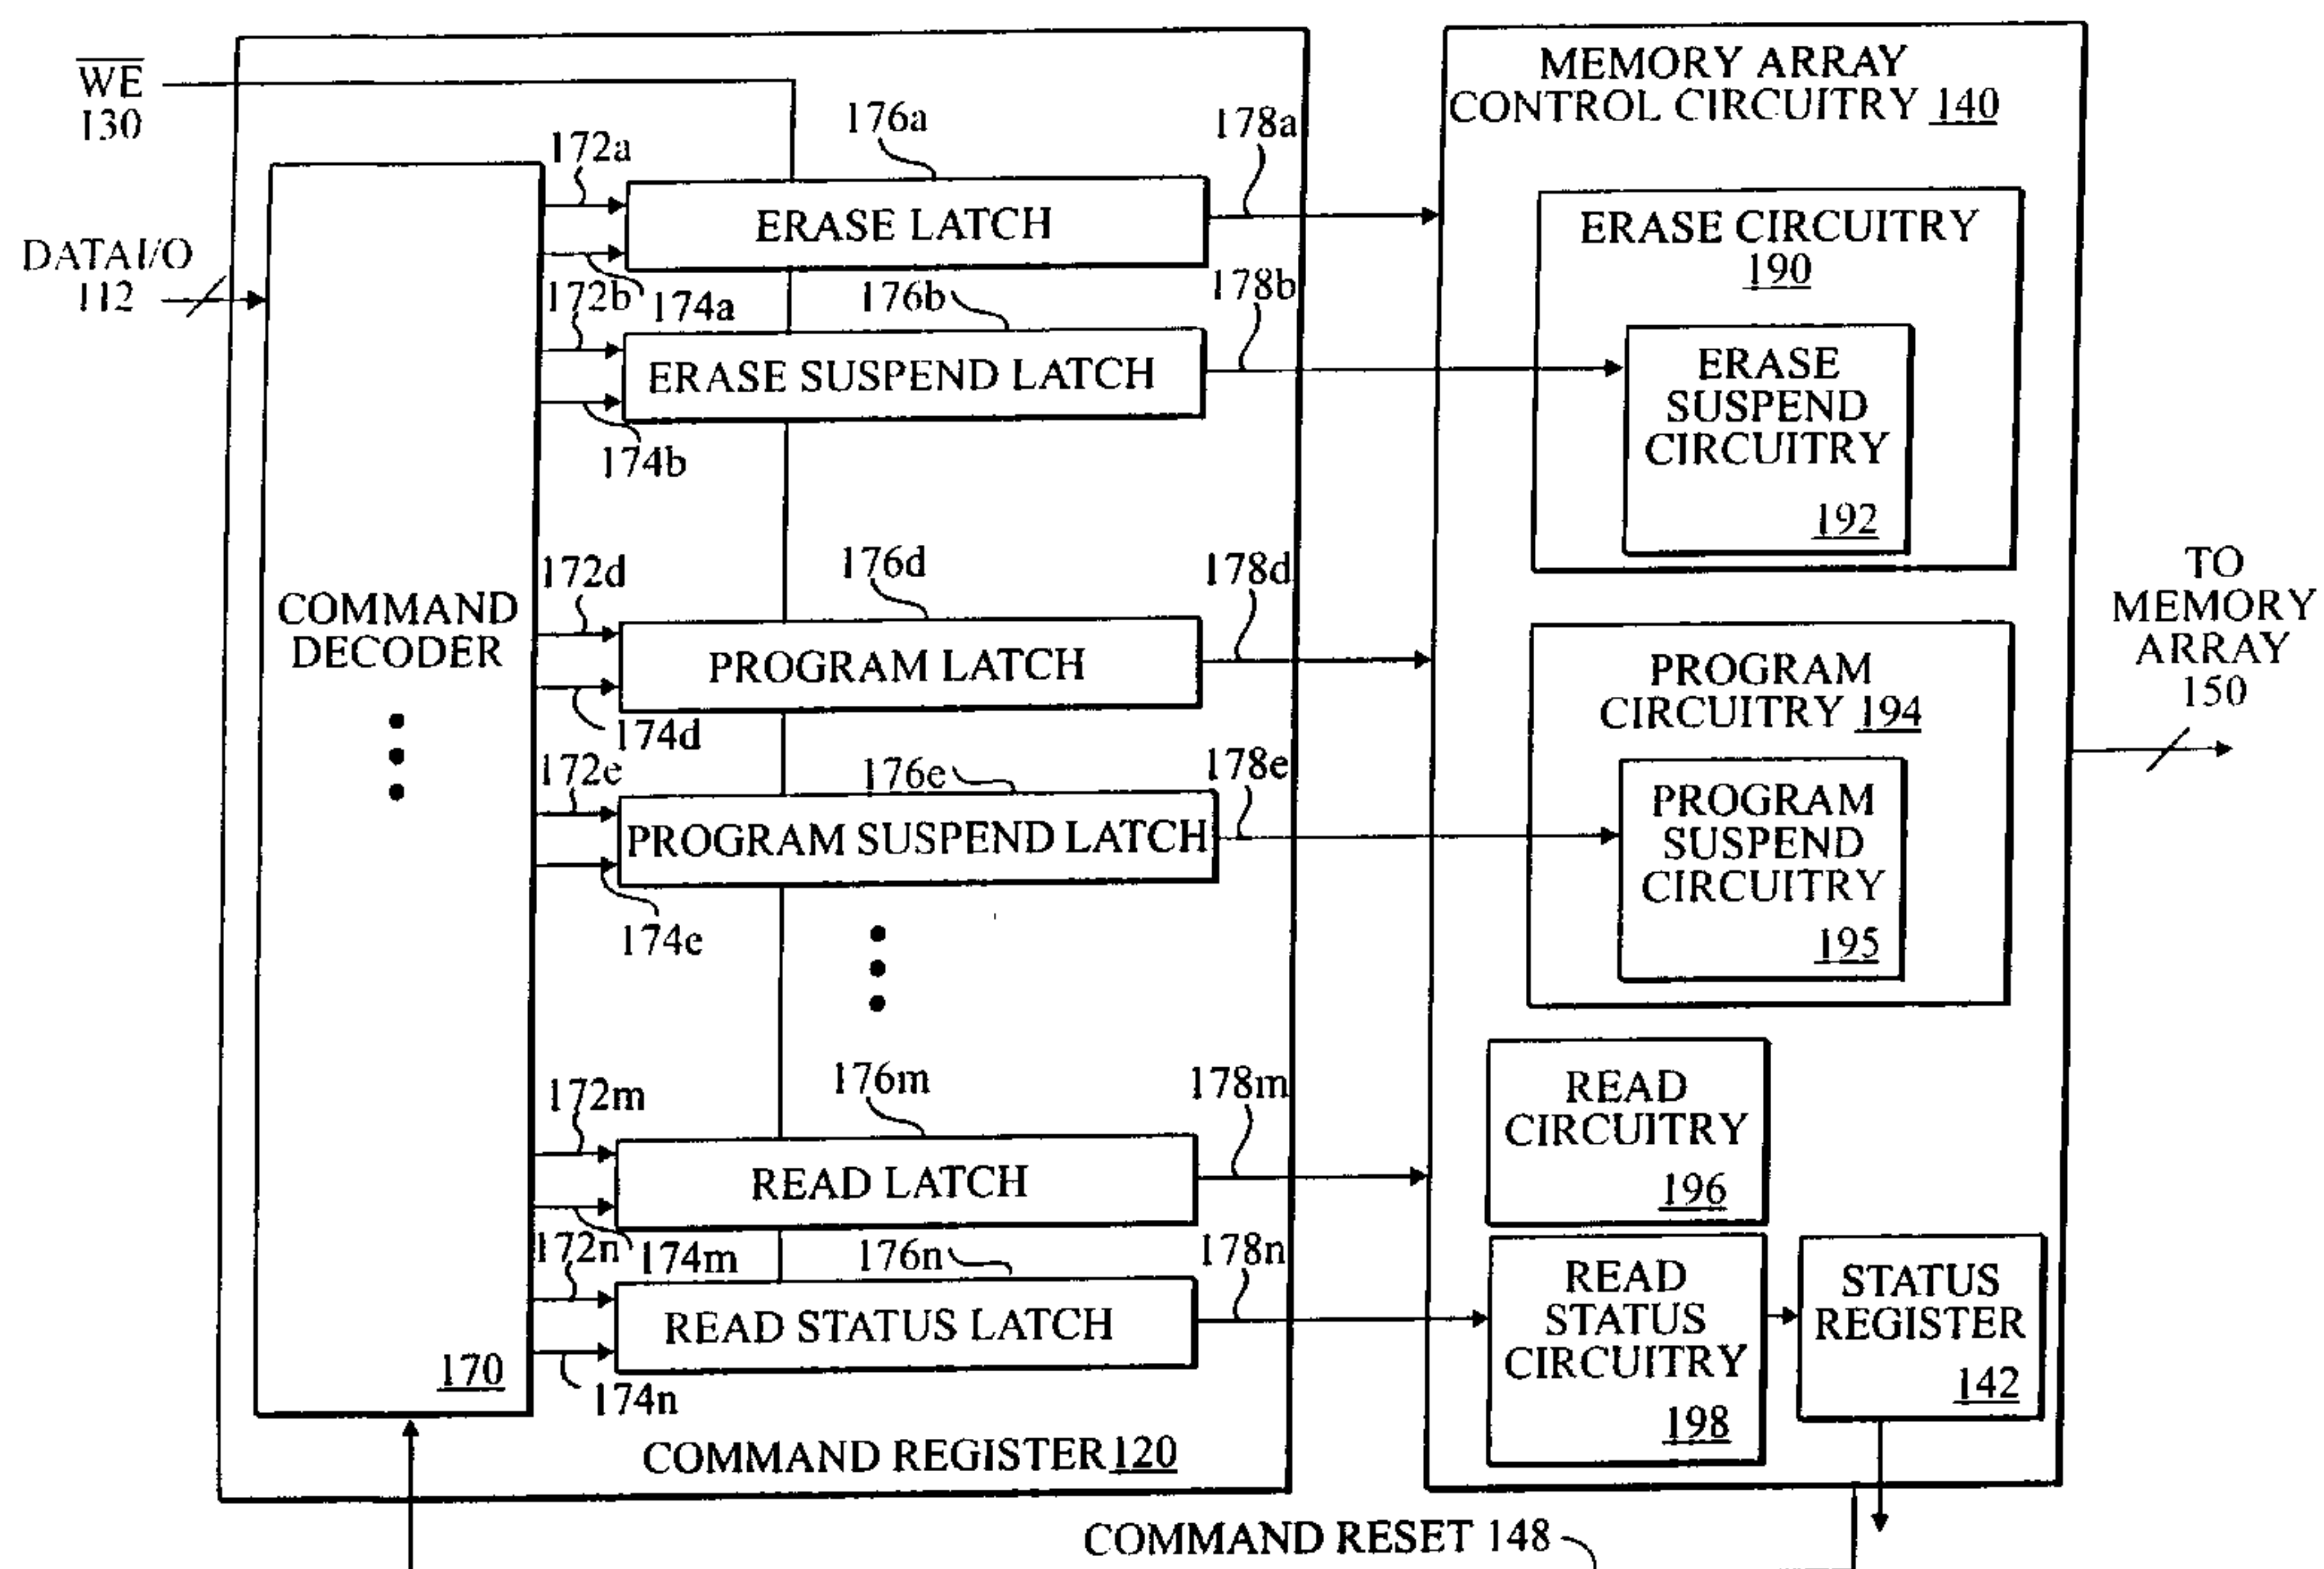 WE
130
DATA I/O
112
COMMAND
DECODER
170
172a
174a
172b
174b
172d
174d
172e
174e
172m
174m
172n
174n
176a
ERASE LATCH
176b
ERASE SUSPEND LATCH
176d
PROGRAM LATCH
176e
PROGRAM SUSPEND LATCH
176m
READ LATCH
176n
READ STATUS LATCH
COMMAND REGISTER 120
178a
178b
178d
178e
178m
178n
MEMORY ARRAY
CONTROL CIRCUITRY 140
ERASE CIRCUITRY
190
ERASE
SUSPEND
CIRCUITRY
192
PROGRAM
CIRCUITRY 194
PROGRAM
SUSPEND
CIRCUITRY
195
READ
CIRCUITRY
196
READ
STATUS
CIRCUITRY
198
STATUS
REGISTER
142
TO
MEMORY
ARRAY
150
COMMAND RESET 148